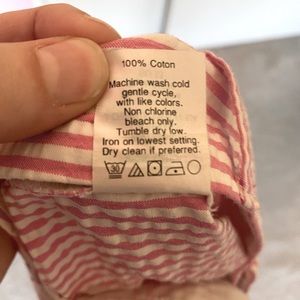 100% Coton
Machine wash cold
gentle cycle,
with like colors.
Non chlorine
bleach only.
Tumble dry low.
Iron on lowest setting.
Dry clean if preferred.
30